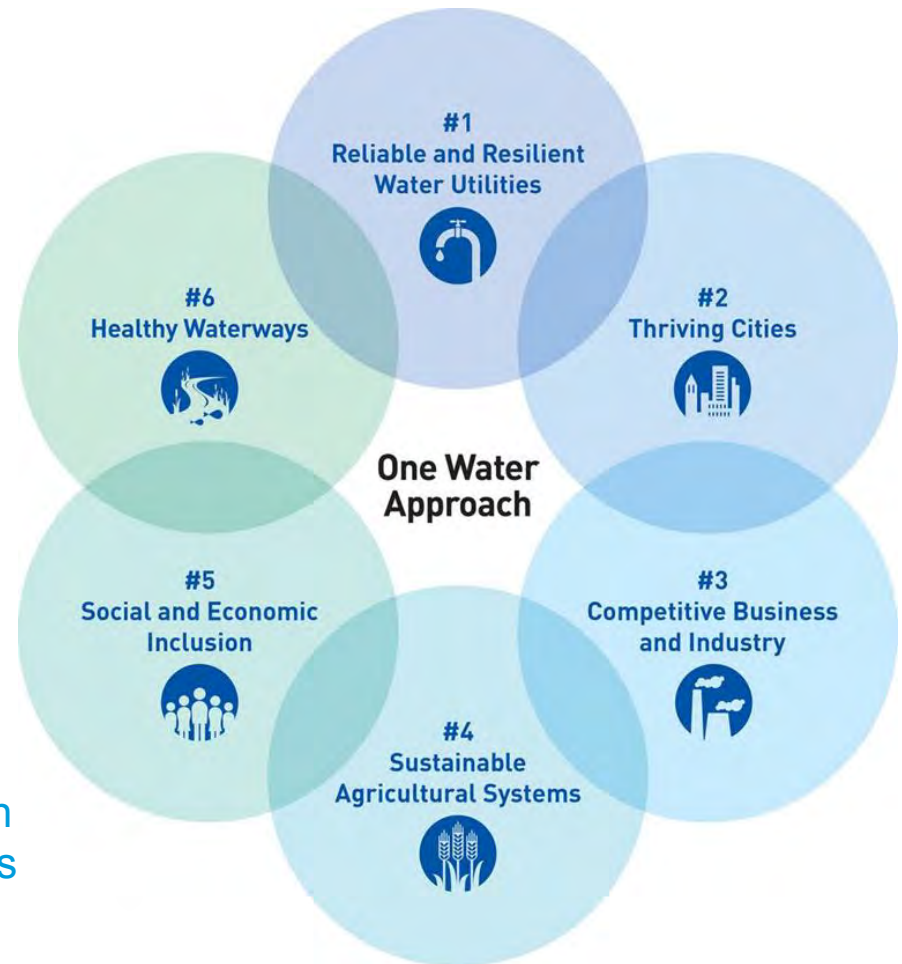 #1
Reliable and Resilient
Water Utilities
#2
Thriving Cities
#3
Competitive Business
and Industry
#4
Sustainable
Agricultural Systems
#5
Social and Economic
Inclusion
#6
Healthy Waterways
One Water
Approach